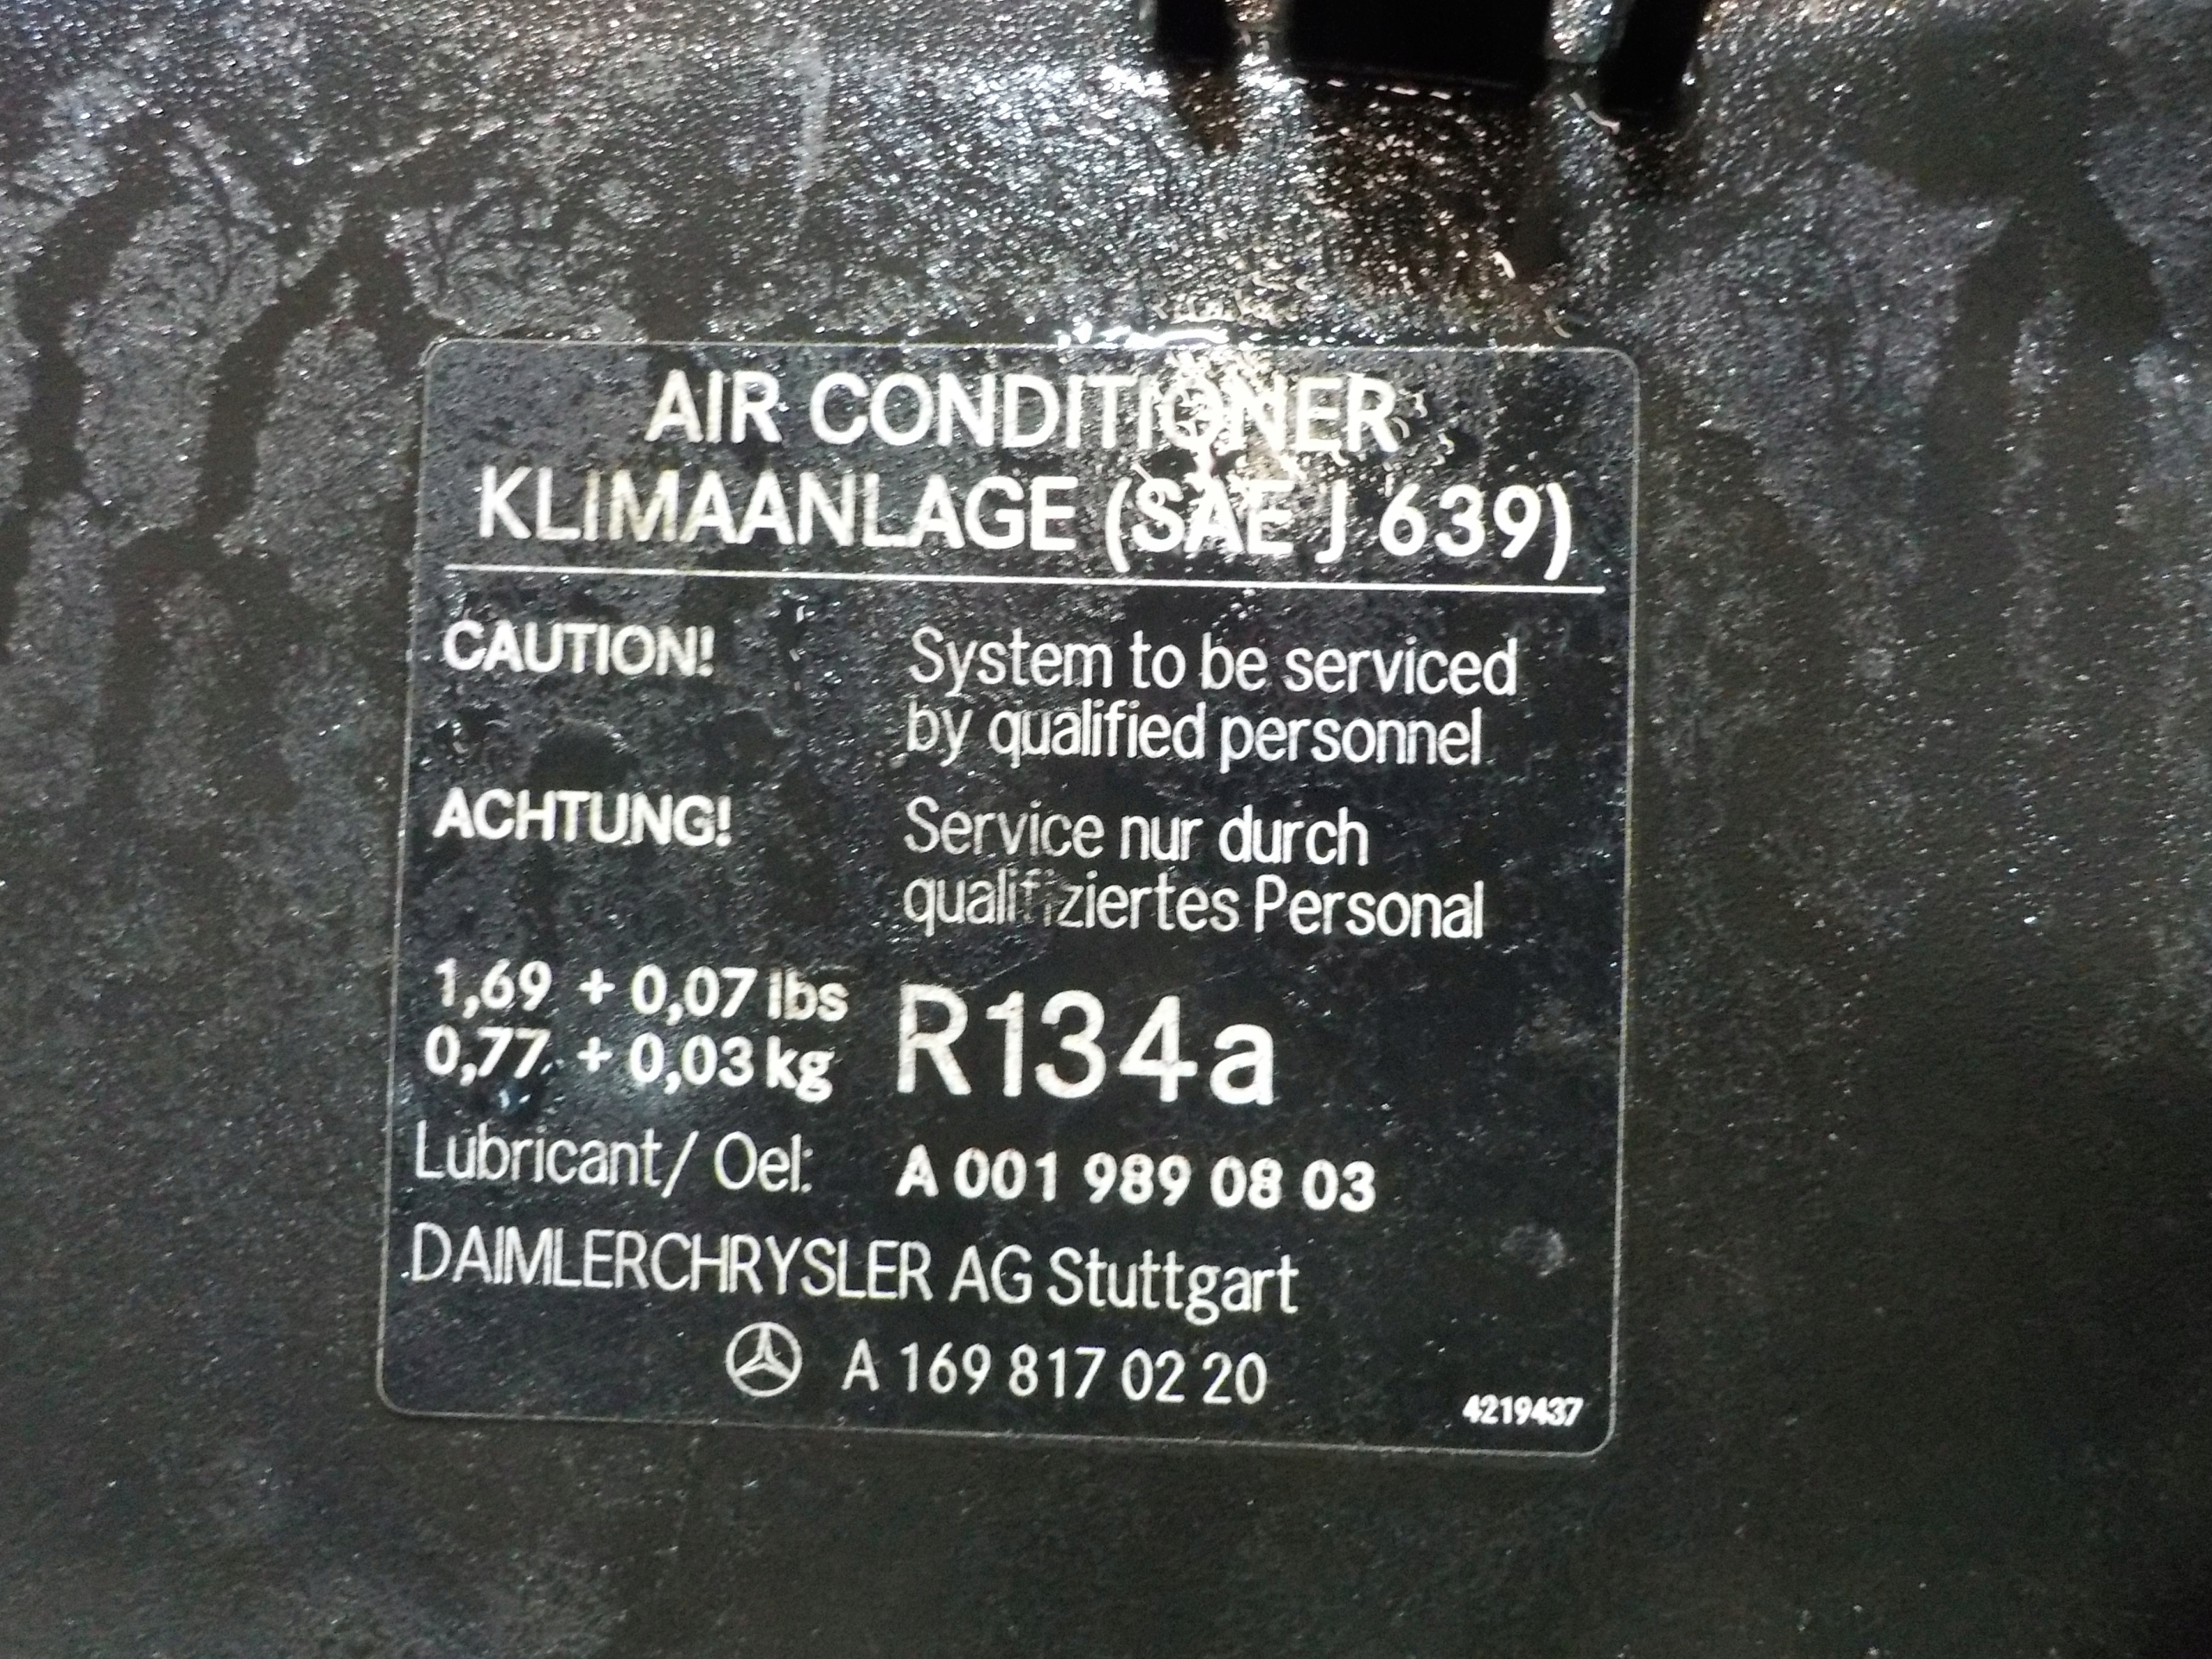 AIR CONDITIONER
KLIMAANLAGE (SAE J 639)
CAUTION! System to be serviced
by qualified personnel
ACHTUNG! Service nur durch
qualifiziertes Personal
1,69 + 0,07 lbs R134a
0,77 + 0,03 kg
Lubricant/ Oel: A 001 989 08 03
DAIMLERCHRYSLER AG Stuttgart
A 169 817 02 20
4219437